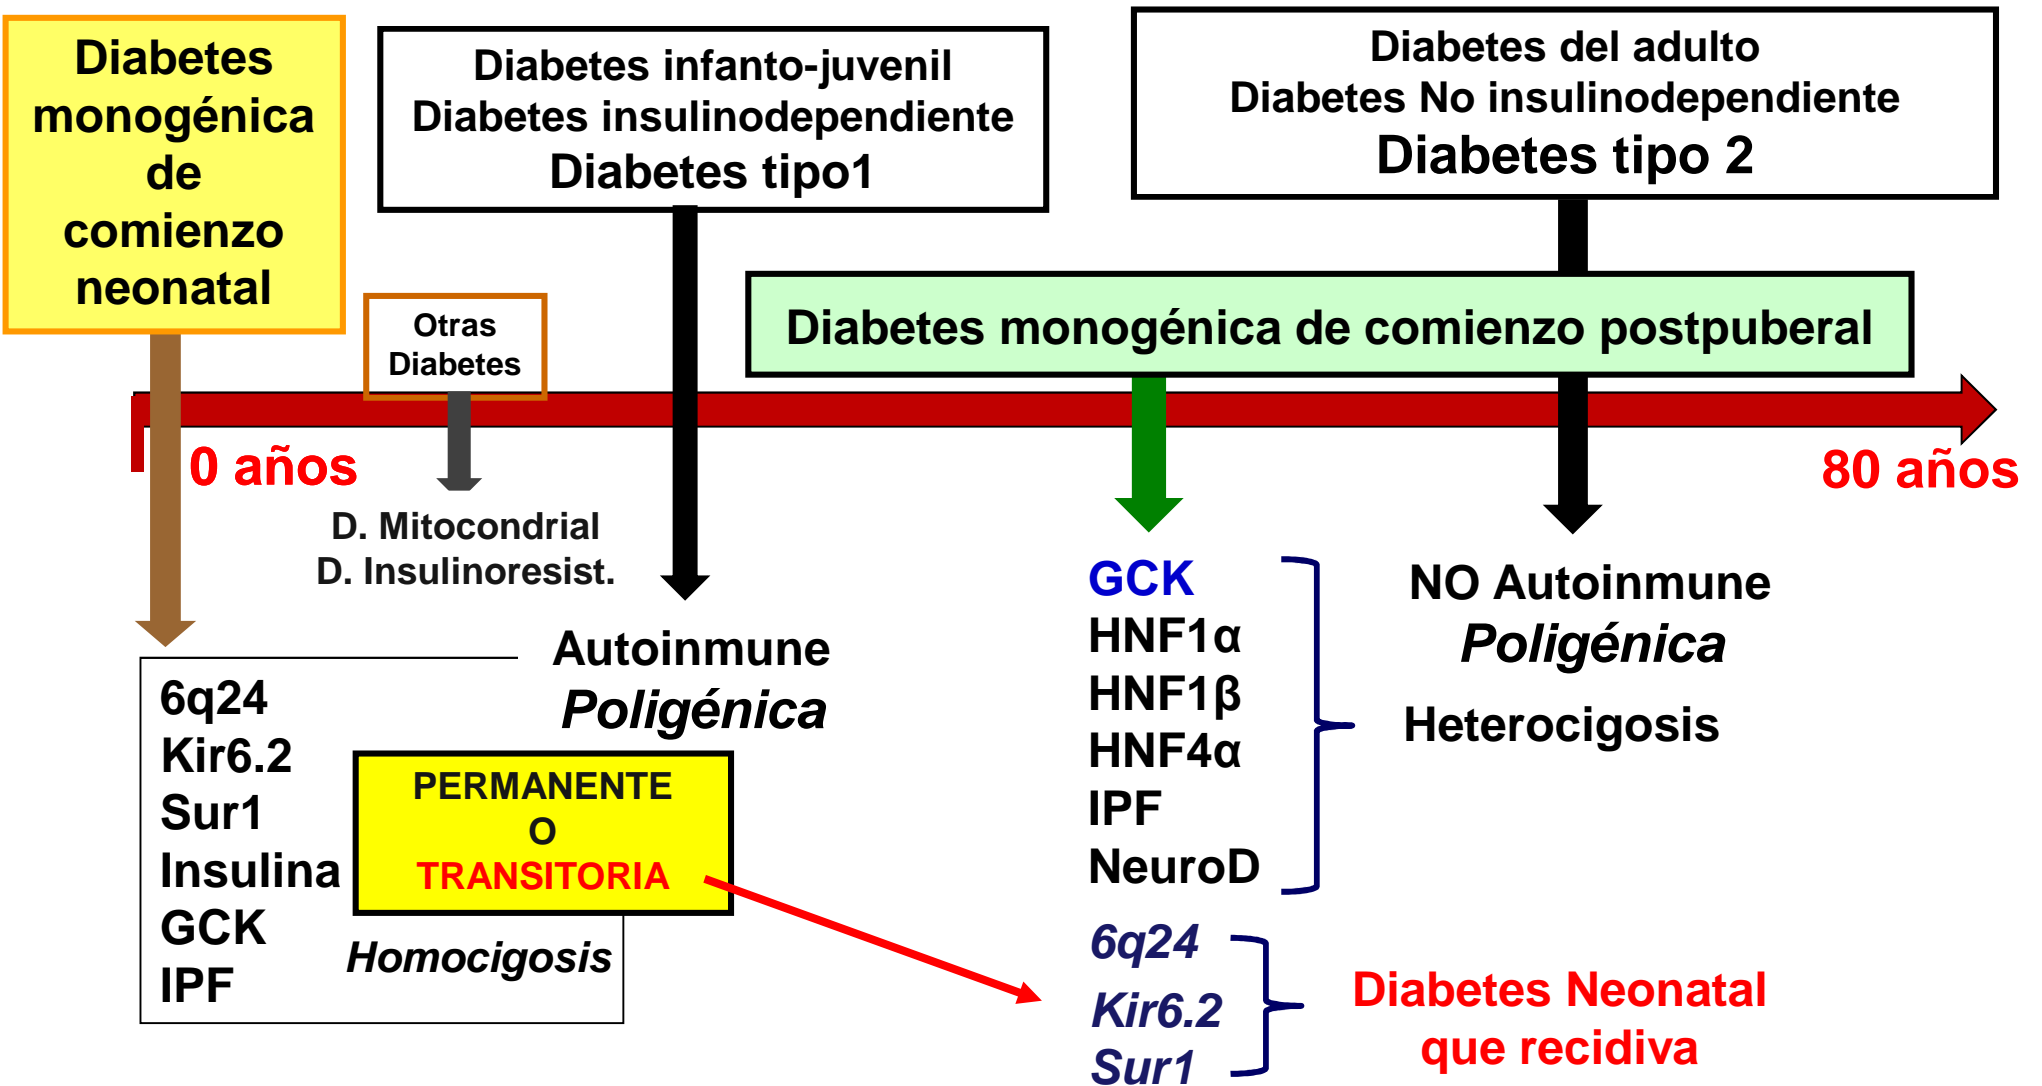 Diabetes
monogénica
de
comienzo
neonatal
Diabetes infanto-juvenil
Diabetes insulinodependiente
Diabetes tipo1
Diabetes del adulto
Diabetes No insulinodependiente
Diabetes tipo 2
Otras
Diabetes
Diabetes monogénica de comienzo postpuberal
0 años
80 años
D. Mitocondrial
D. Insulinoresist.
Autoinmune
Poligénica
6q24
Kir6.2
Sur1
Insulina
GCK
IPF
PERMANENTE
O
TRANSITORIA
Homocigosis
GCK
HNF1α
HNF1β
HNF4α
IPF
NeuroD
NO Autoinmune
Poligénica
Heterocigosis
6q24
Kir6.2
Sur1
Diabetes Neonatal
que recidiva